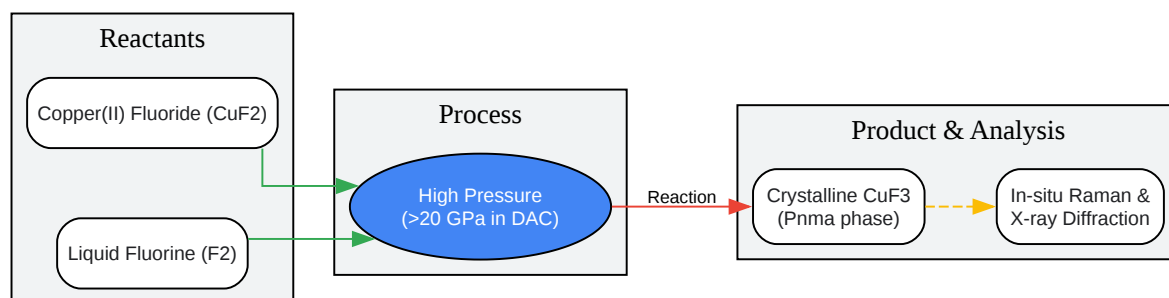 Reactants
Copper(II) Fluoride (CuF2)
Liquid Fluorine (F2)
Process
High Pressure
(>20 GPa in DAC)
Reaction
Product & Analysis
Crystalline CuF3
(Pnma phase)
In-situ Raman &
X-ray Diffraction